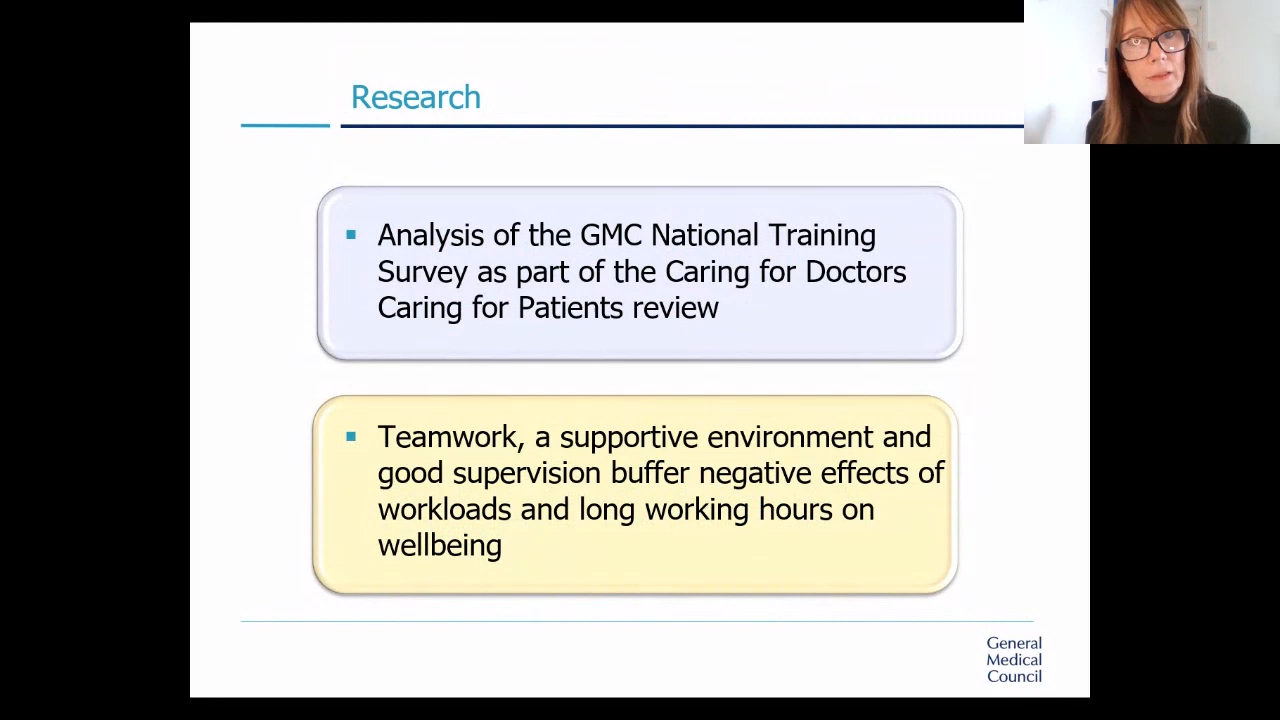 Research
▪ Analysis of the GMC National Training
Survey as part of the Caring for Doctors
Caring for Patients review
▪ Teamwork, a supportive environment and
good supervision buffer negative effects of
workloads and long working hours on
wellbeing
General
Medical
Council